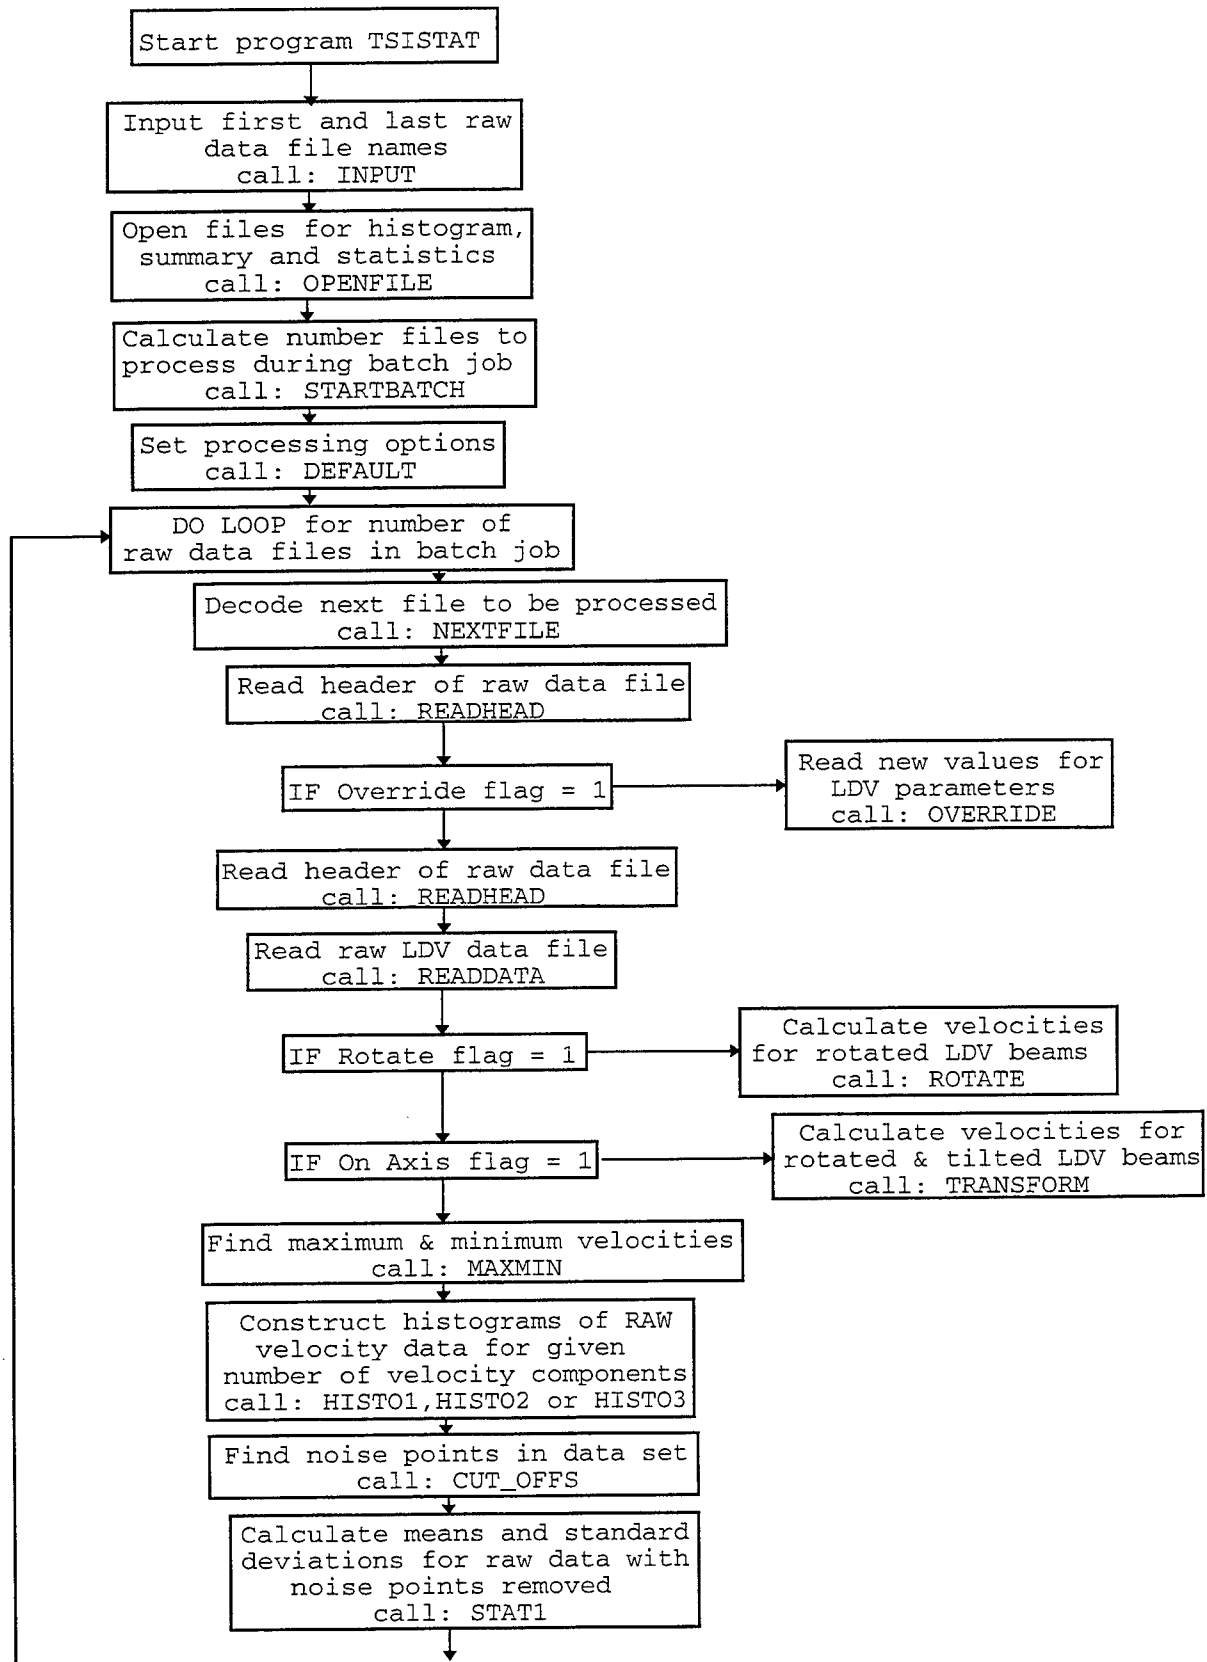 Start program TSISTAT
Input first and last raw
data file names
call: INPUT
Open files for histogram,
summary and statistics
call: OPENFILE
Calculate number files to
process during batch job
call: STARTBATCH
Set processing options
call: DEFAULT
DO LOOP for number of
raw data files in batch job
Decode next file to be processed
call: NEXTFILE
Read header of raw data file
call: READHEAD
IF Override flag = 1
Read new values for
LDV parameters
call: OVERRIDE
Read header of raw data file
call: READHEAD
Read raw LDV data file
call: READDATA
IF Rotate flag = 1
Calculate velocities
for rotated LDV beams
call: ROTATE
IF On Axis flag = 1
Calculate velocities for
rotated & tilted LDV beams
call: TRANSFORM
Find maximum & minimum velocities
call: MAXMIN
Construct histograms of RAW
velocity data for given
number of velocity components
call: HISTO1,HISTO2 or HISTO3
Find noise points in data set
call: CUT_OFFS
Calculate means and standard
deviations for raw data with
noise points removed
call: STAT1